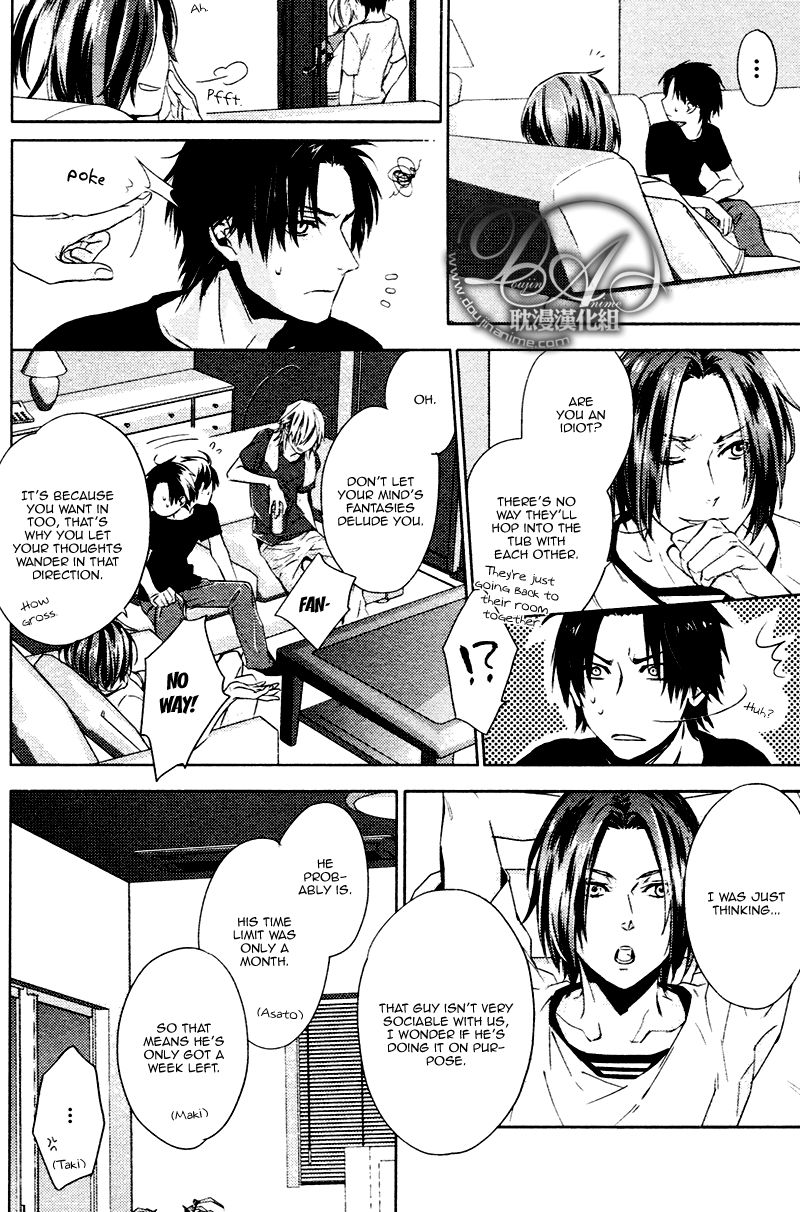 ...
Ah.
Pfft.
poke
Doujin
Anime
耽漫漢化組
www.doujinanime.com
ARE
YOU AN
IDIOT?
THERE'S NO
WAY THEY'LL
HOP INTO
THE TUB WITH
EACH OTHER.
They're just
going back to
their room
together
!?
Huh?
OH.
DON'T LET
YOUR MIND'S
FANTASIES
DELUDE YOU.
FAN-
IT'S BECAUSE
YOU WANT IN
TOO, THAT'S
WHY YOU LET
YOUR THOUGHTS
WANDER IN THAT
DIRECTION.
How
Gross.
NO
WAY!
I WAS JUST
THINKING...
THAT GUY ISN'T VERY
SOCIABLE WITH US,
I WONDER IF HE'S
DOING IT ON PUR-
POSE.
HE
PROB-
ABLY IS.
HIS TIME
LIMIT WAS
ONLY A
MONTH.
(Asato)
SO THAT
MEANS HE'S
ONLY GOT A
WEEK LEFT.
(Maki)
...
(Taki)